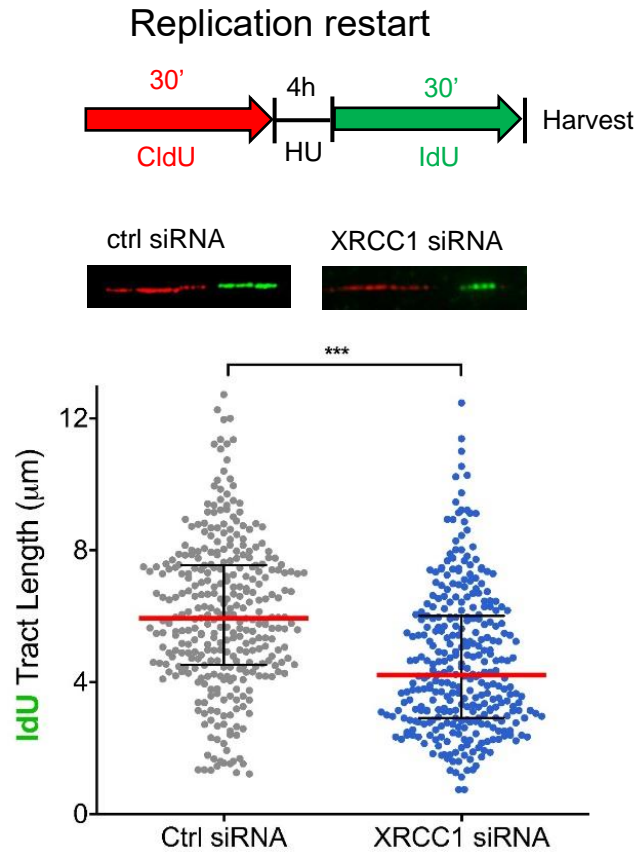 Replication restart
30’ 4h 30’
CldU HU IdU Harvest
ctrl siRNA XRCC1 siRNA
***
12
8
4
0
IdU Tract Length (μm)
Ctrl siRNA XRCC1 siRNA